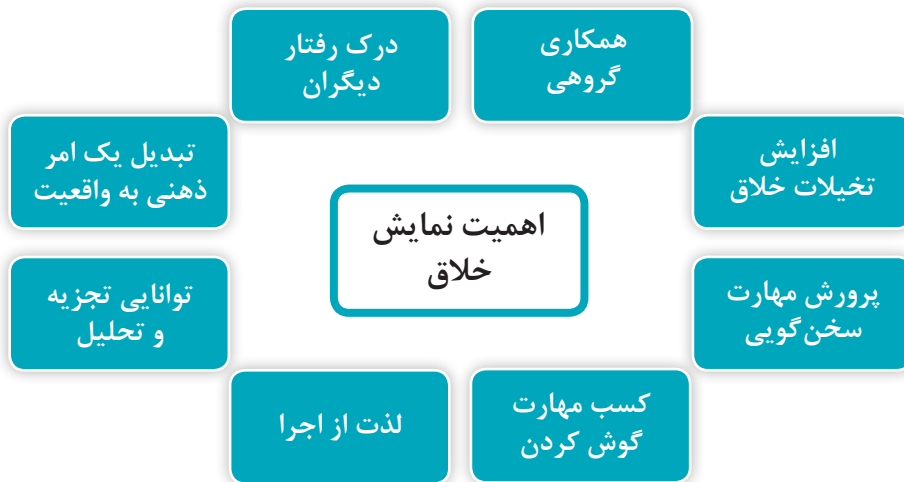 همکاری
گروهی
درک رفتار
دیگران
افزایش
تخیلات خلاق
تبدیل یک امر
ذهنی به واقعیت
اهمیت نمایش
خلاق
پرورش مهارت
سخن‌گویی
توانایی تجزیه
و تحلیل
کسب مهارت
گوش کردن
لذت از اجرا